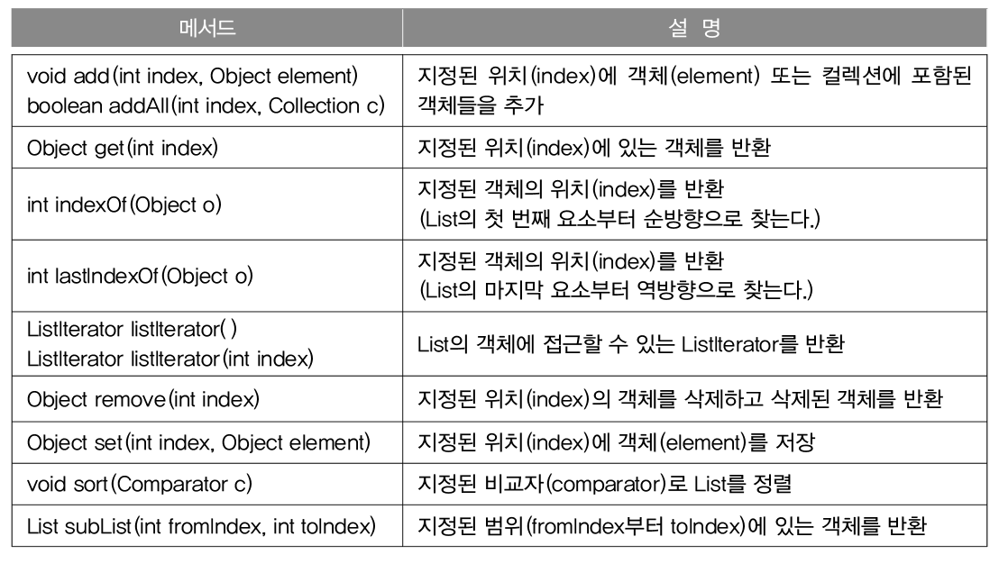 메서드 설 명
void add(int index, Object element)
boolean addAll(int index, Collection c)
지정된 위치(index)에 객체(element) 또는 컬렉션에 포함된
객체들을 추가
Object get(int index)
지정된 위치(index)에 있는 객체를 반환
int indexOf(Object o)
지정된 객체의 위치(index)를 반환
(List의 첫 번째 요소부터 순방향으로 찾는다.)
int lastIndexOf(Object o)
지정된 객체의 위치(index)를 반환
(List의 마지막 요소부터 역방향으로 찾는다.)
ListIterator listIterator( )
ListIterator listIterator(int index)
List의 객체에 접근할 수 있는 ListIterator를 반환
Object remove(int index)
지정된 위치(index)의 객체를 삭제하고 삭제된 객체를 반환
Object set(int index, Object element)
지정된 위치(index)에 객체(element)를 저장
void sort(Comparator c)
지정된 비교자(comparator)로 List를 정렬
List subList(int fromIndex, int toIndex)
지정된 범위(fromIndex부터 toIndex)에 있는 객체를 반환